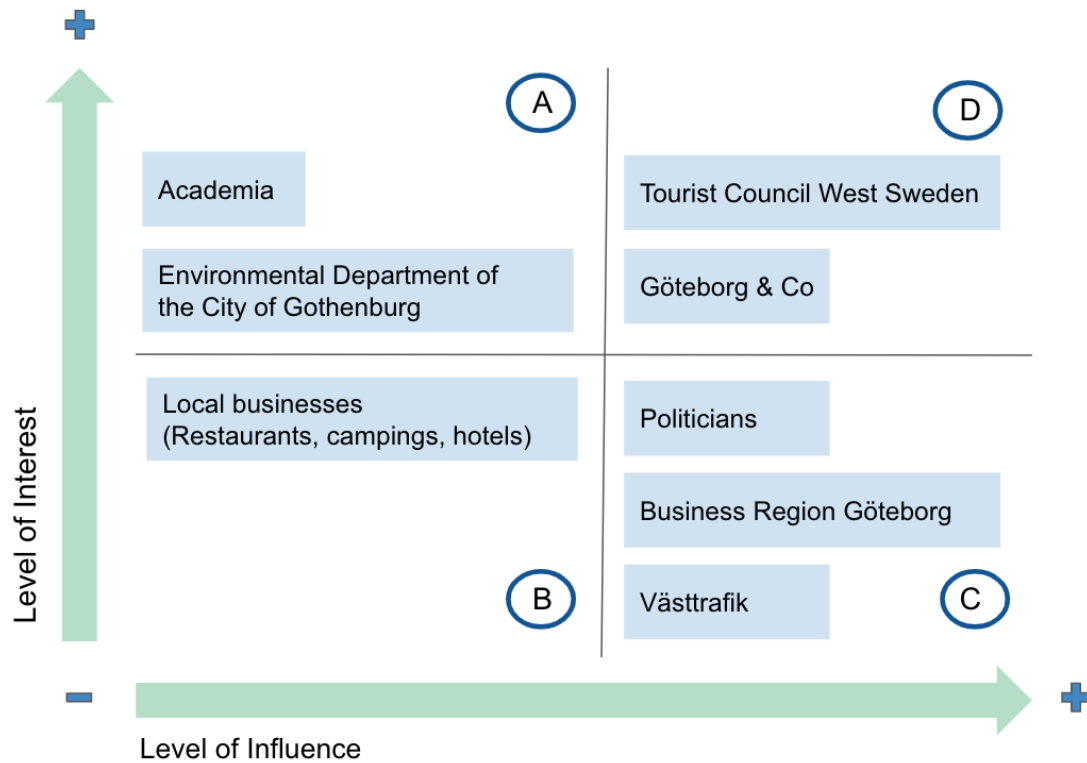 A
D
Academia
Tourist Council West Sweden
Environmental Department of
the City of Gothenburg
Göteborg & Co
Local businesses
(Restaurants, campings, hotels)
Politicians
Business Region Göteborg
Västtrafik
B
C
Level of Interest
Level of Influence